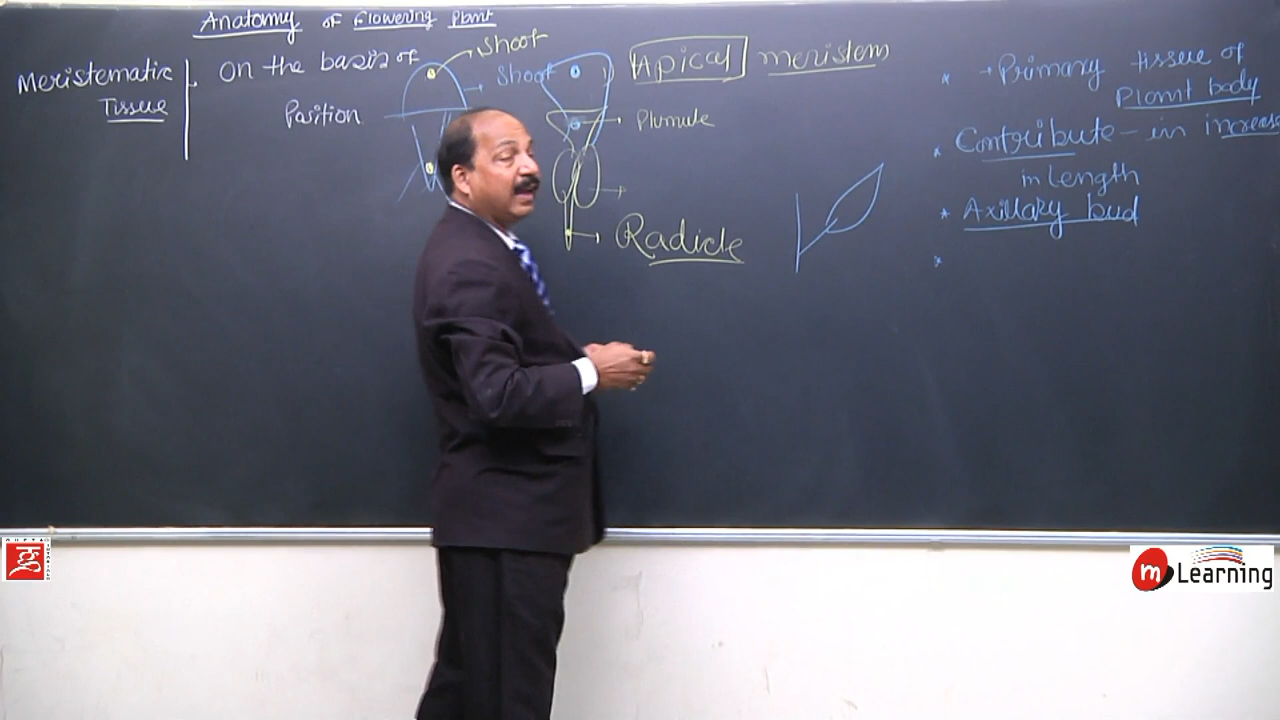 Anatomy of Flowering Plant
Meristematic
Tissue
On the basis of
Position
Shoot
Shoot
Apical meristem
Plumule
Radicle
* → Primary tissue of
Plant body
* Contribute – in increase
in Length
* Axillary bud
*
m Learning